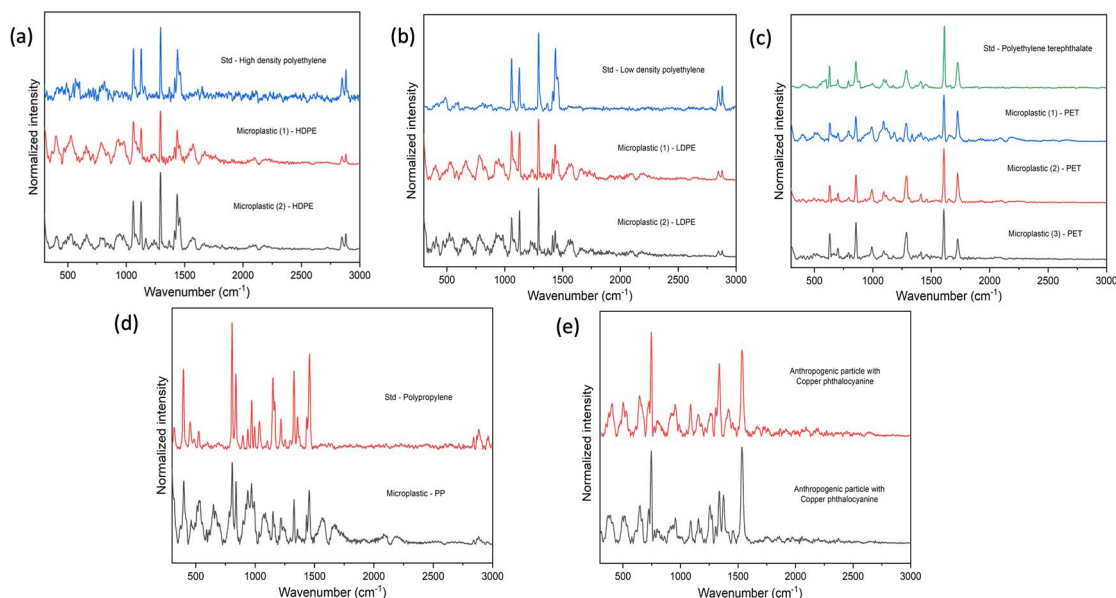 (a)
Normalized intensity
Std - High density polyethylene
Microplastic (1) - HDPE
Microplastic (2) - HDPE
500 1000 1500 2000 2500 3000
Wavenumber (cm-1)
(b)
Normalized intensity
Std - Low density polyethylene
Microplastic (1) - LDPE
Microplastic (2) - LDPE
500 1000 1500 2000 2500 3000
Wavenumber (cm-1)
(c)
Normalized intensity
Std - Polyethylene terephthalate
Microplastic (1) - PET
Microplastic (2) - PET
Microplastic (3) - PET
500 1000 1500 2000 2500 3000
Wavenumber (cm-1)
(d)
Normalized intensity
Std - Polypropylene
Microplastic - PP
500 1000 1500 2000 2500 3000
Wavenumber (cm-1)
(e)
Normalized intensity
Anthropogenic particle with
Copper phthalocyanine
Anthropogenic particle with
Copper phthalocyanine
500 1000 1500 2000 2500 3000
Wavenumber (cm-1)